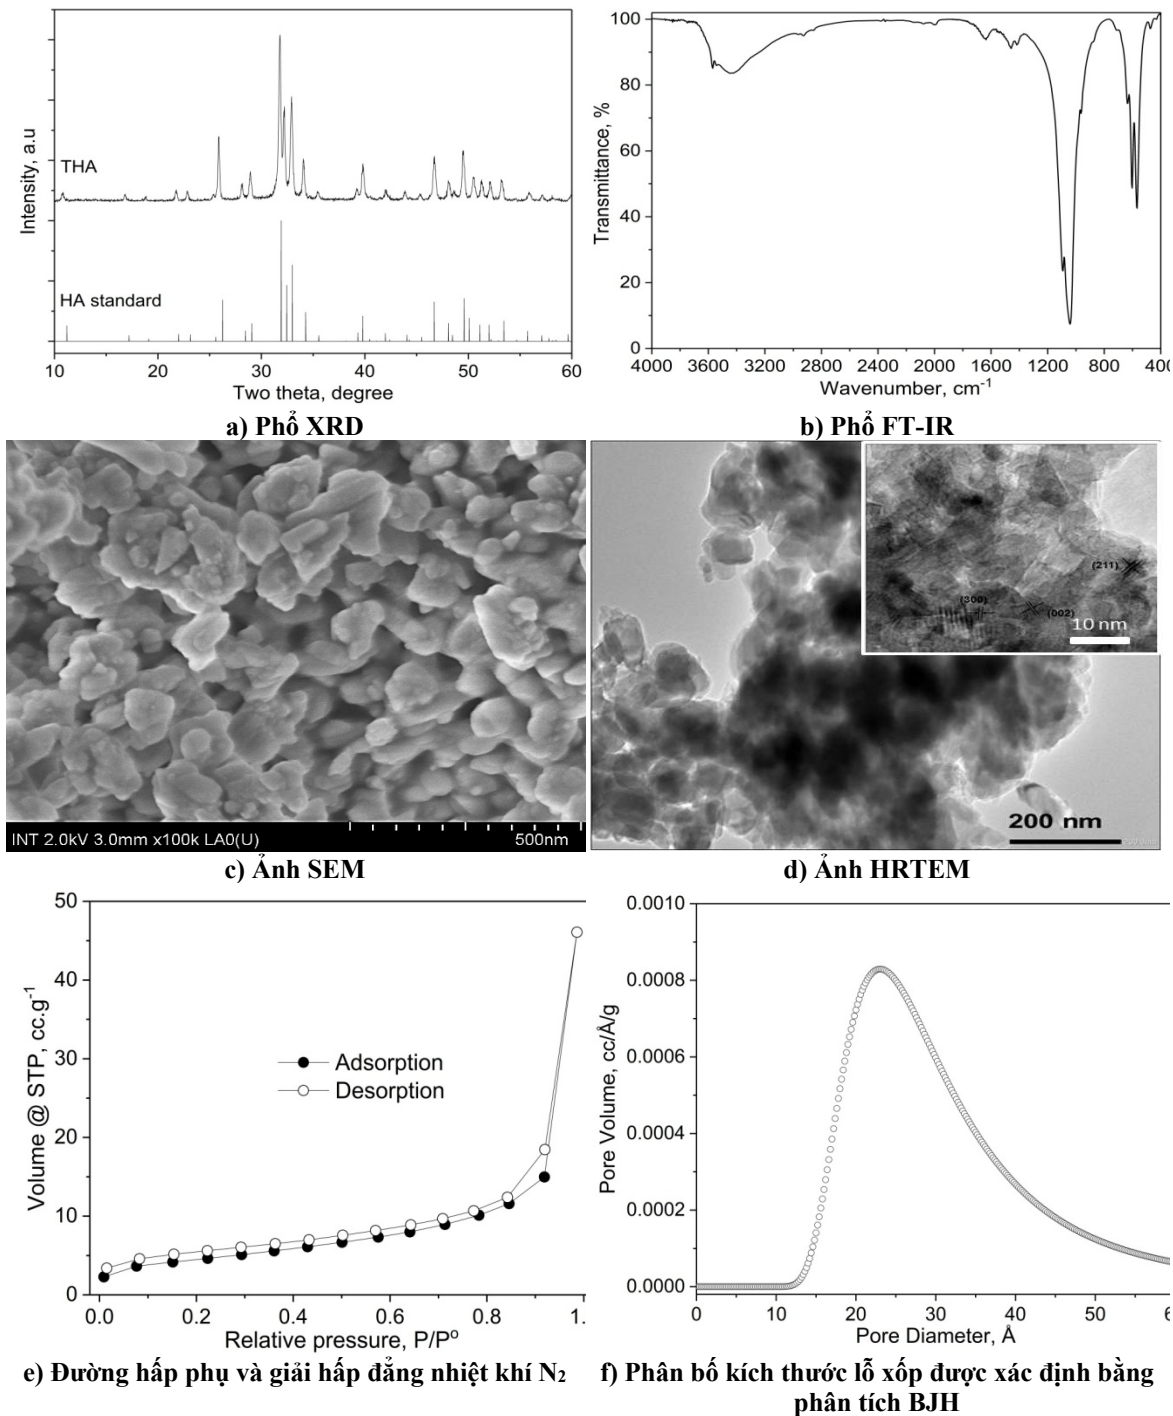 Intensity, a.u
THA
HA standard
10 20 30 40 50 60
Two theta, degree
a) Phổ XRD
Transmittance, %
100
80
60
40
20
0
4000 3600 3200 2800 2400 2000 1600 1200 800 400
Wavenumber, cm-1
b) Phổ FT-IR
INT 2.0kV 3.0mm x100k LA0(U) 500nm
c) Ảnh SEM
(211)
(300)
(002)
10 nm
200 nm
d) Ảnh HRTEM
Volume @ STP, cc.g-1
50
40
30
20
10
0
Adsorption
Desorption
0.0 0.2 0.4 0.6 0.8 1.
Relative pressure, P/Po
e) Đường hấp phụ và giải hấp đẳng nhiệt khí N2
Pore Volume, cc/Å/g
0.0010
0.0008
0.0006
0.0004
0.0002
0.0000
0 10 20 30 40 50 6
Pore Diameter, Å
f) Phân bố kích thước lỗ xốp được xác định bằng
phân tích BJH